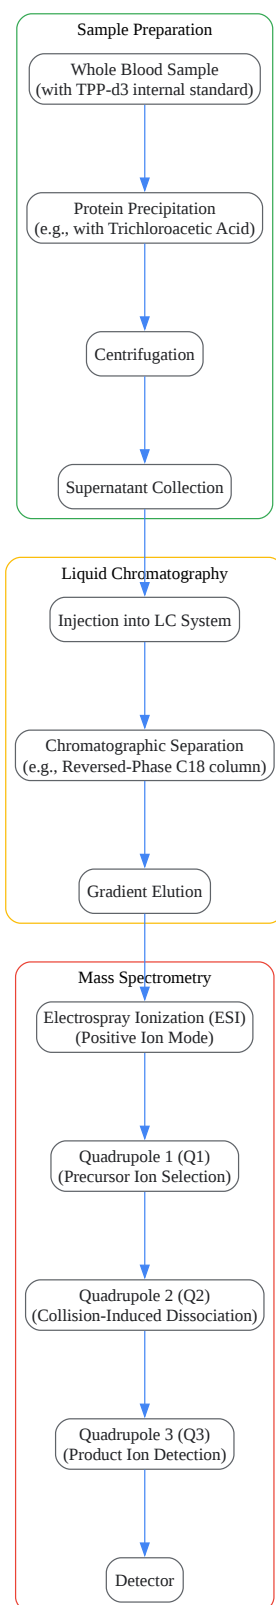 Sample Preparation
Whole Blood Sample
(with TPP-d3 internal standard)
Protein Precipitation
(e.g., with Trichloroacetic Acid)
Centrifugation
Supernatant Collection
Liquid Chromatography
Injection into LC System
Chromatographic Separation
(e.g., Reversed-Phase C18 column)
Gradient Elution
Mass Spectrometry
Electrospray Ionization (ESI)
(Positive Ion Mode)
Quadrupole 1 (Q1)
(Precursor Ion Selection)
Quadrupole 2 (Q2)
(Collision-Induced Dissociation)
Quadrupole 3 (Q3)
(Product Ion Detection)
Detector